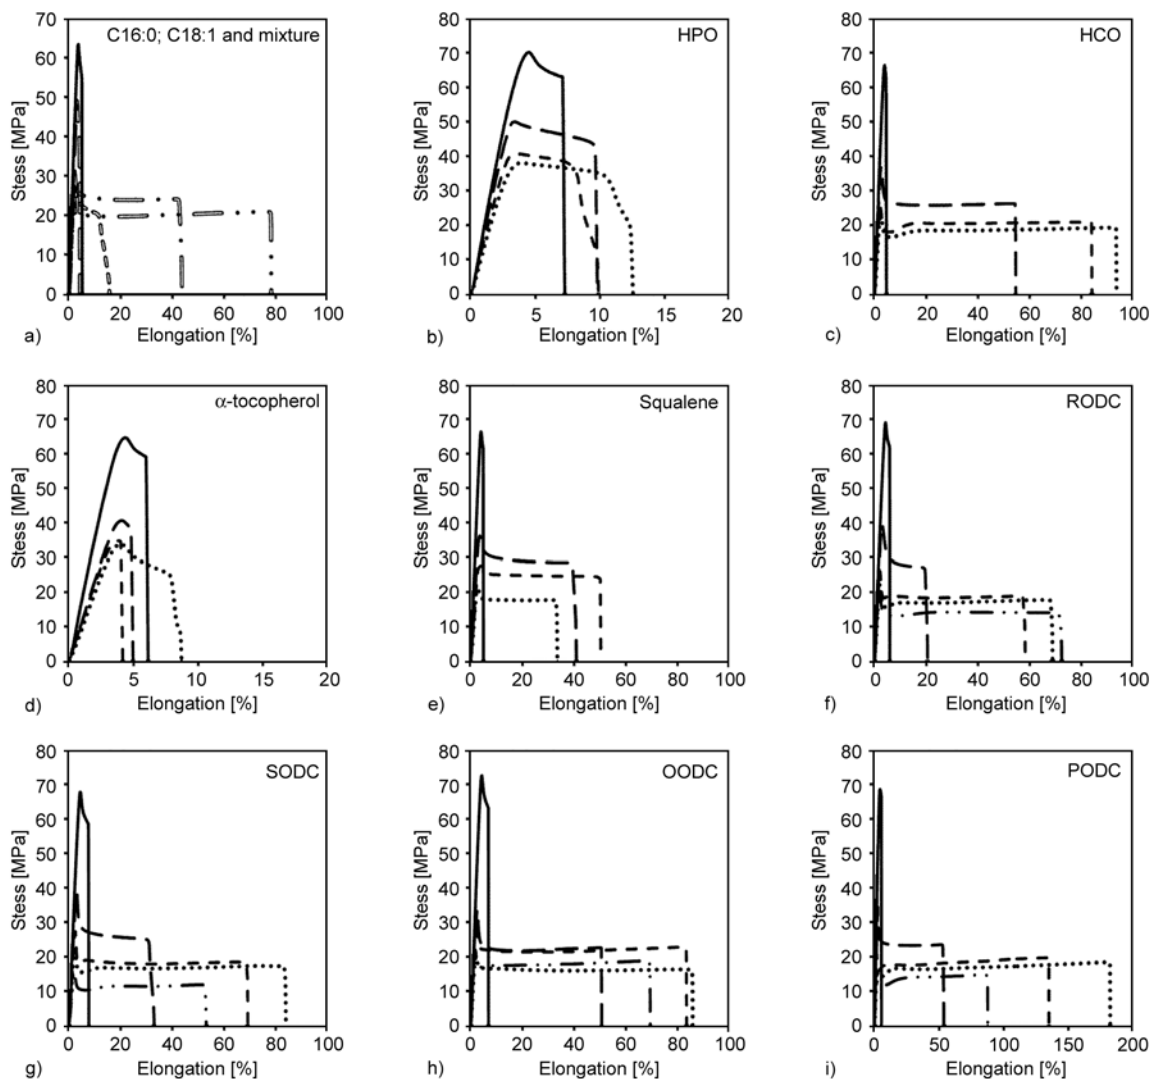 C16:0; C18:1 and mixture
Stess [MPa]
70
60
50
40
30
20
10
0
0 20 40 60 80 100
a) Elongation [%]
HPO
Stess [MPa]
80
70
60
50
40
30
20
10
0
0 5 10 15 20
b) Elongation [%]
HCO
Stess [MPa]
80
70
60
50
40
30
20
10
0
0 20 40 60 80 100
c) Elongation [%]
α-tocopherol
Stess [MPa]
80
70
60
50
40
30
20
10
0
0 5 10 15 20
d) Elongation [%]
Squalene
Stess [MPa]
80
70
60
50
40
30
20
10
0
0 20 40 60 80 100
e) Elongation [%]
RODC
Stess [MPa]
80
70
60
50
40
30
20
10
0
0 20 40 60 80 100
f) Elongation [%]
SODC
Stess [MPa]
80
70
60
50
40
30
20
10
0
0 20 40 60 80 100
g) Elongation [%]
OODC
Stess [MPa]
80
70
60
50
40
30
20
10
0
0 20 40 60 80 100
h) Elongation [%]
PODC
Stess [MPa]
80
70
60
50
40
30
20
10
0
0 50 100 150 200
i) Elongation [%]